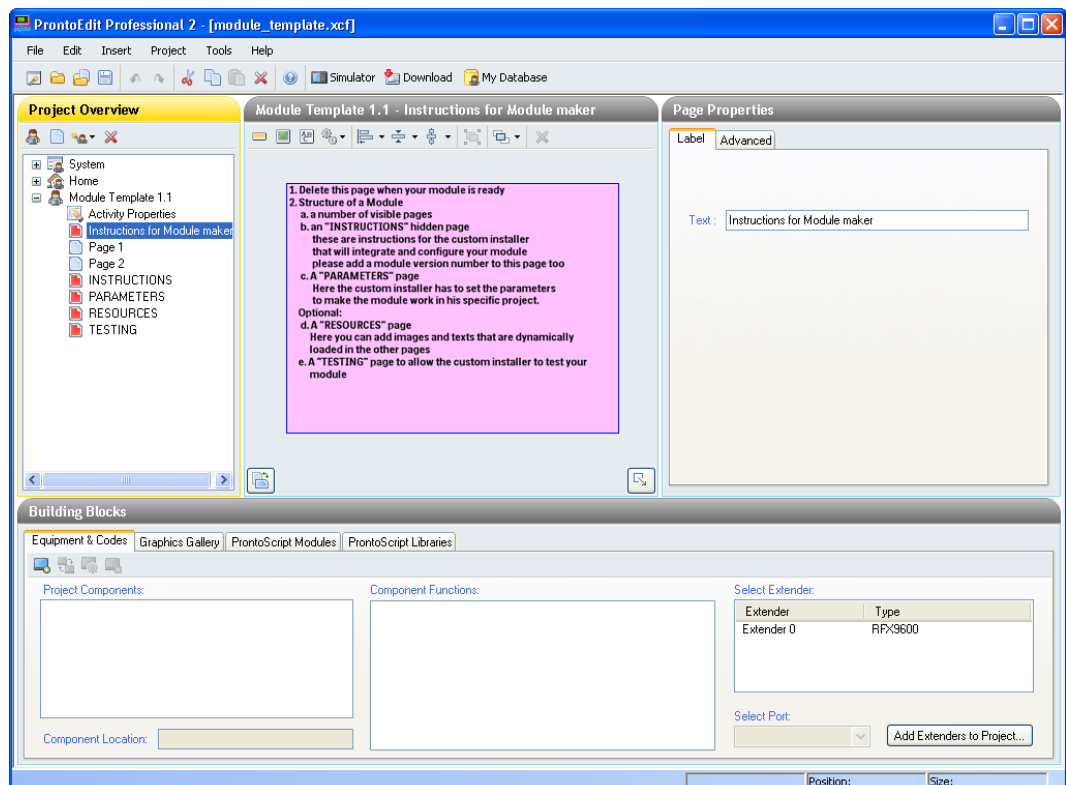 ProntoEdit Professional 2 - [module_template.xcf]
File Edit Insert Project Tools Help
Simulator Download My Database
Project Overview
System
Home
Module Template 1.1
Activity Properties
Instructions for Module maker
Page 1
Page 2
INSTRUCTIONS
PARAMETERS
RESOURCES
TESTING
Module Template 1.1 - Instructions for Module maker
1. Delete this page when your module is ready
2. Structure of a Module
a. a number of visible pages
b. an "INSTRUCTIONS" hidden page
these are instructions for the custom installer
that will integrate and configure your module
please add a module version number to this page too
c. A "PARAMETERS" page
Here the custom installer has to set the parameters
to make the module work in his specific project.
Optional:
d. A "RESOURCES" page
Here you can add images and texts that are dynamically
loaded in the other pages
e. A "TESTING" page to allow the custom installer to test your
module
Page Properties
Label Advanced
Text : Instructions for Module maker
Building Blocks
Equipment & Codes Graphics Gallery ProntoScript Modules ProntoScript Libraries
Project Components:
Component Location:
Component Functions:
Select Extender:
Extender Type
Extender 0 RFX9600
Select Port:
Add Extenders to Project...
Position: Size: